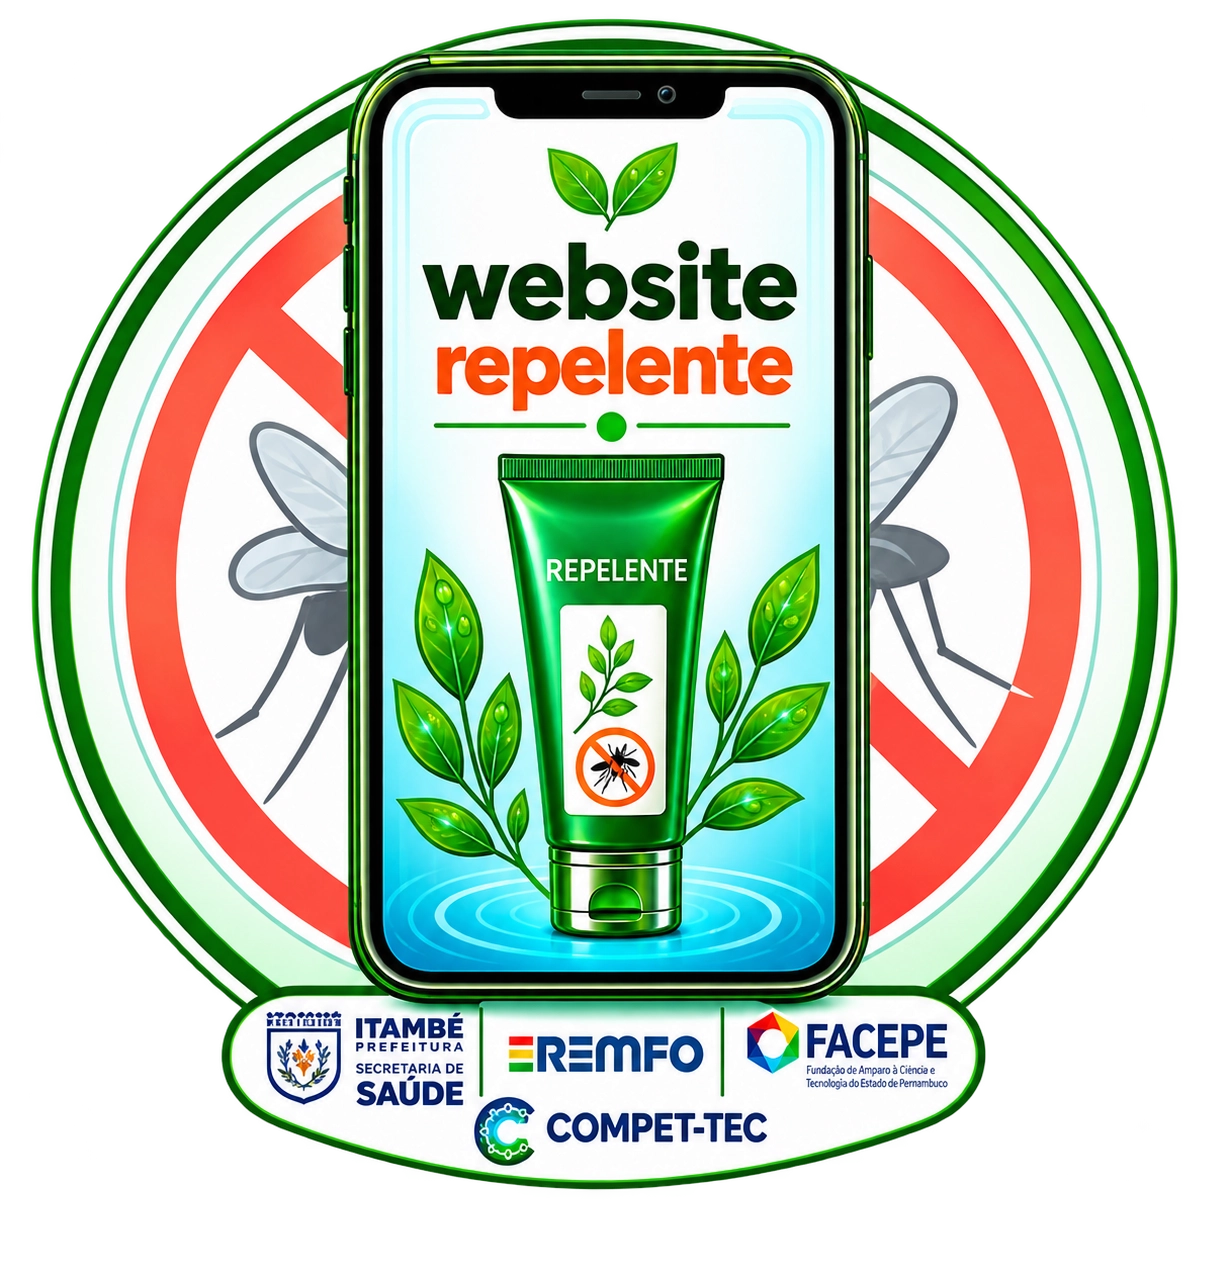 website
repelente
REPELENTE
ITAMBÉ
PREFEITURA
SECRETARIA DE
SAÚDE
EREMFO
FACEPE
Fundação de Amparo à Ciência e
Tecnologia do Estado de Pernambuco
COMPET-TEC